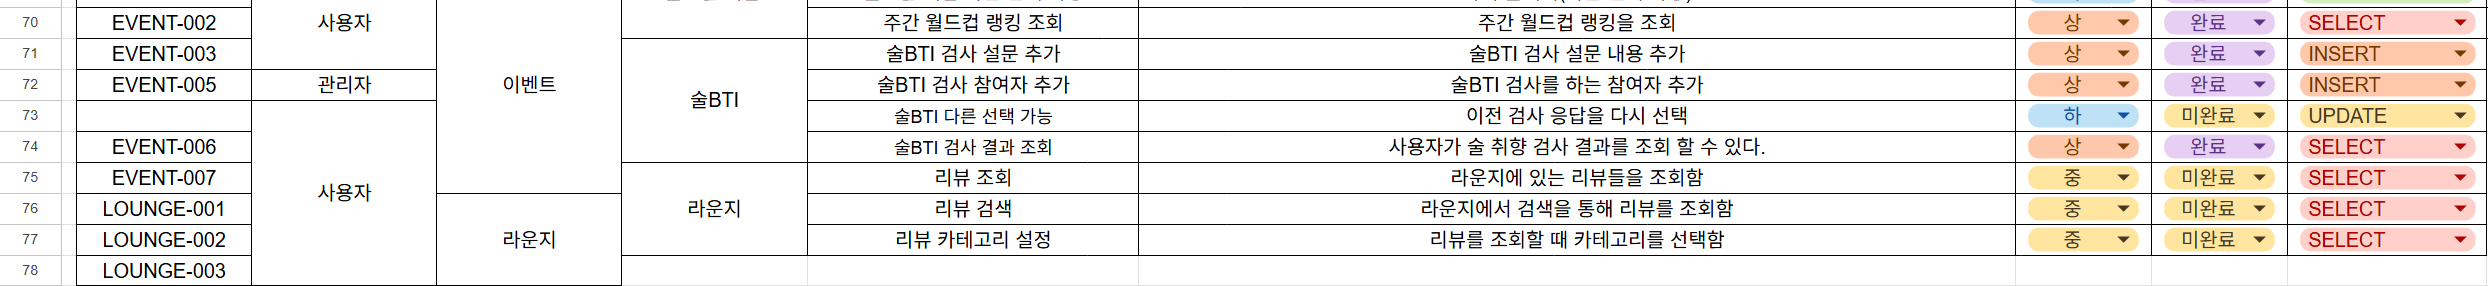 70 EVENT-002 사용자 주간 월드컵 랭킹 조회 주간 월드컵 랭킹을 조회 상 완료 SELECT
71 EVENT-003 술BTI 검사 설문 추가 술BTI 검사 설문 내용 추가 상 완료 INSERT
72 EVENT-005 관리자 이벤트 술BTI 검사 참여자 추가 술BTI 검사를 하는 참여자 추가 상 완료 INSERT
술BTI
73 술BTI 다른 선택 가능 이전 검사 응답을 다시 선택 하 미완료 UPDATE
74 EVENT-006 술BTI 검사 결과 조회 사용자가 술 취향 검사 결과를 조회 할 수 있다. 상 완료 SELECT
75 EVENT-007 리뷰 조회 라운지에 있는 리뷰들을 조회함 중 미완료 SELECT
사용자
76 LOUNGE-001 라운지 리뷰 검색 라운지에서 검색을 통해 리뷰를 조회함 중 미완료 SELECT
77 LOUNGE-002 라운지 리뷰 카테고리 설정 리뷰를 조회할 때 카테고리를 선택함 중 미완료 SELECT
78 LOUNGE-003